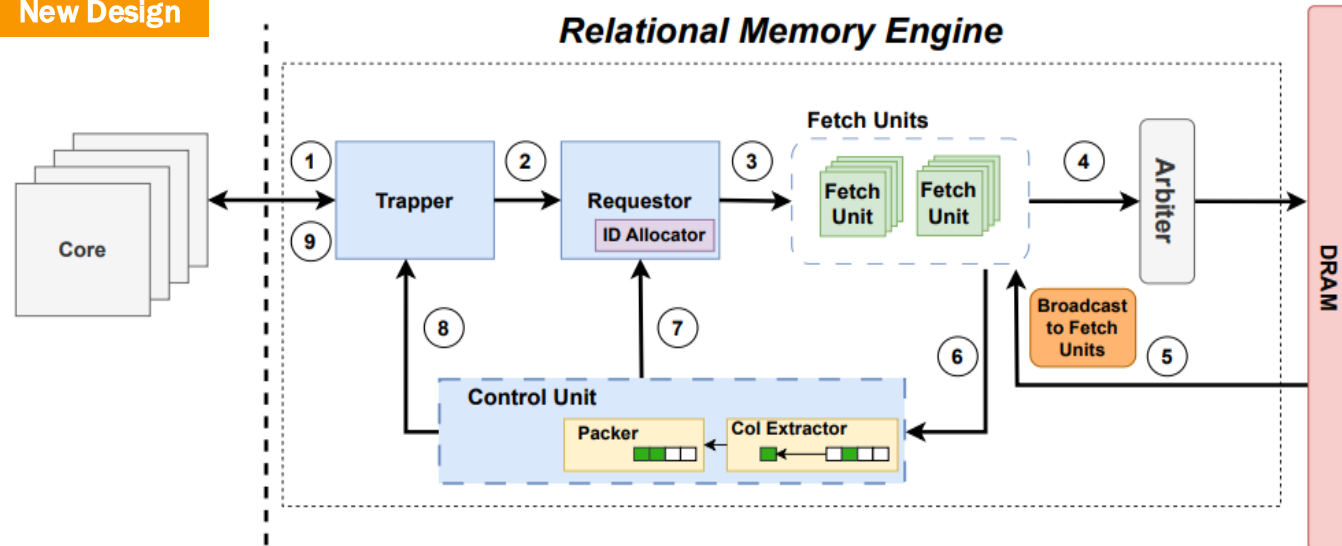 New Design
Relational Memory Engine
Fetch Units
1
2
3
4
Trapper
Requestor
ID Allocator
Fetch
Unit
Fetch
Unit
Arbiter
DRAM
Core
9
8
7
6
5
Broadcast
to Fetch
Units
Control Unit
Packer
Col Extractor